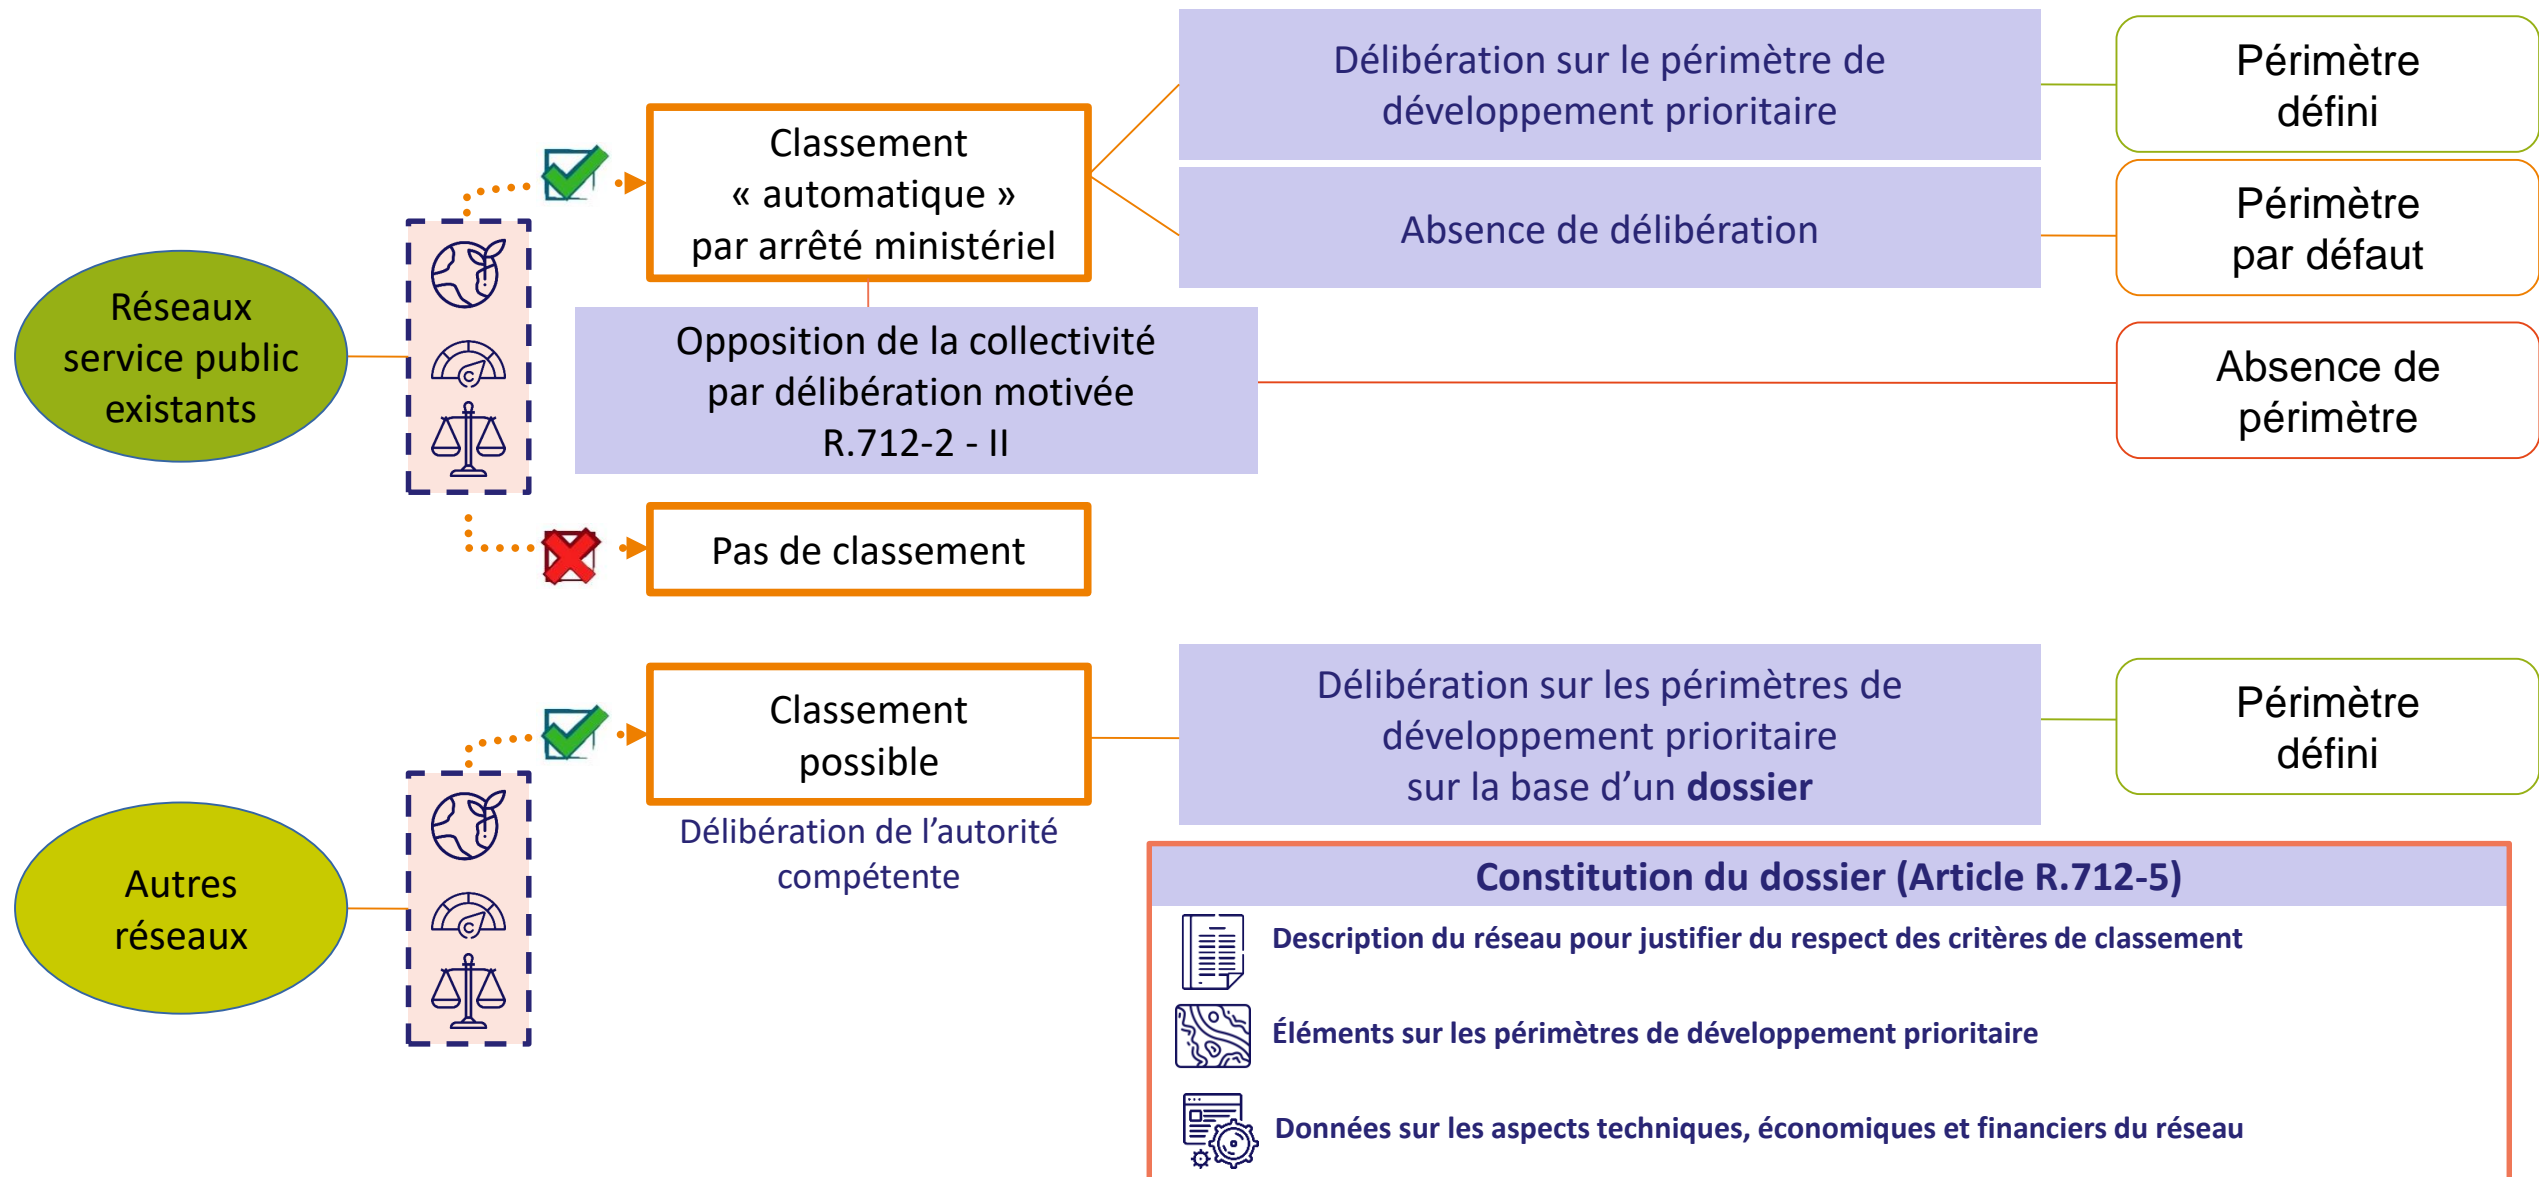 Délibération sur le périmètre de
développement prioritaire
Périmètre
défini
Classement
« automatique »
par arrêté ministériel
Absence de délibération
Périmètre
par défaut
Réseaux
service public
existants
C
Opposition de la collectivité
par délibération motivée
R.712-2 - II
Absence de
périmètre
Pas de classement
Autres
réseaux
C
Classement
possible
Délibération de l’autorité
compétente
Délibération sur les périmètres de
développement prioritaire
sur la base d’un dossier
Périmètre
défini
Constitution du dossier (Article R.712-5)
Description du réseau pour justifier du respect des critères de classement
Éléments sur les périmètres de développement prioritaire
Données sur les aspects techniques, économiques et financiers du réseau